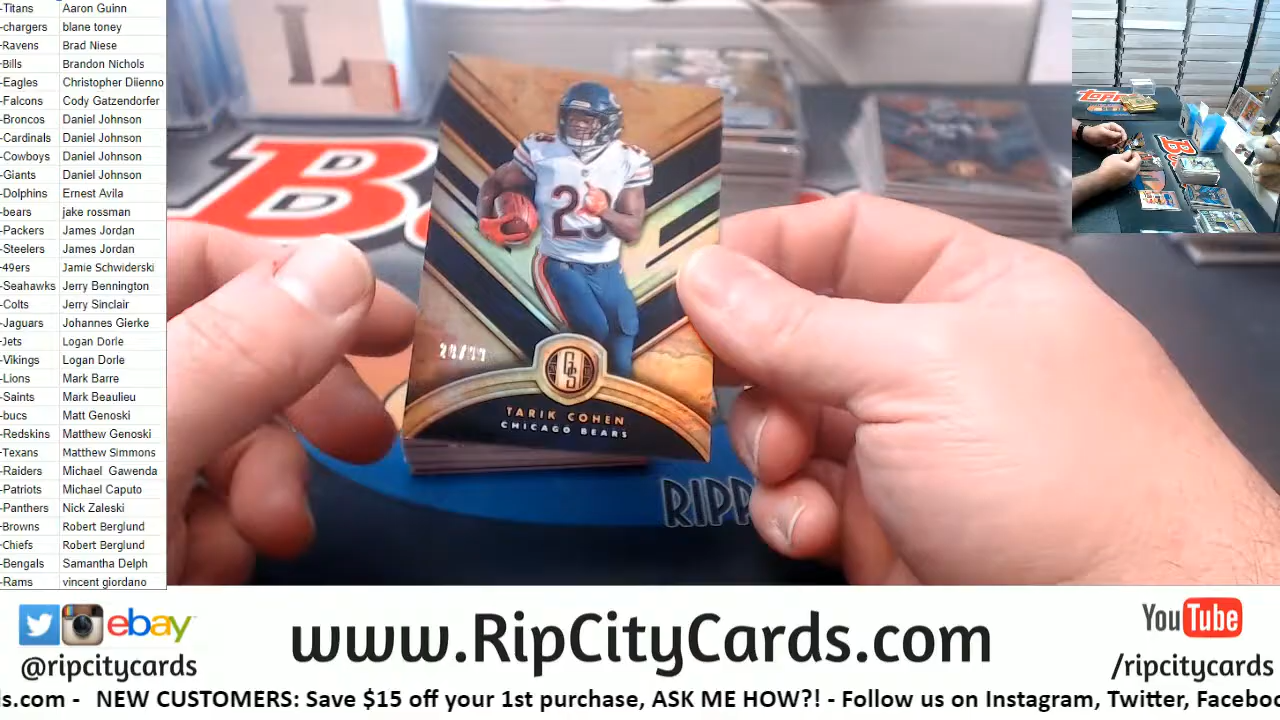 -Titans Aaron Guinn
-chargers blane toney
-Ravens Brad Niese
-Bills Brandon Nichols
-Eagles Christopher Diienno
-Falcons Cody Gatzendorfer
-Broncos Daniel Johnson
-Cardinals Daniel Johnson
-Cowboys Daniel Johnson
-Giants Daniel Johnson
-Dolphins Ernest Avila
-bears jake rossman
-Packers James Jordan
-Steelers James Jordan
-49ers Jamie Schwiderski
-Seahawks Jerry Bennington
-Colts Jerry Sinclair
-Jaguars Johannes Gierke
-Jets Logan Dorle
-Vikings Logan Dorle
-Lions Mark Barre
-Saints Mark Beaulieu
-bucs Matt Genoski
-Redskins Matthew Genoski
-Texans Matthew Simmons
-Raiders Michael Gawenda
-Patriots Michael Caputo
-Panthers Nick Zaleski
-Browns Robert Berglund
-Chiefs Robert Berglund
-Bengals Samantha Delph
-Rams vincent giordano
L
B
TOPPS
23
GS
TARIK COHEN
CHICAGO BEARS
RIPP
ebay
@ripcitycards
www.RipCityCards.com
YouTube
/ripcitycards
ds.com - NEW CUSTOMERS: Save $15 off your 1st purchase, ASK ME HOW?! - Follow us on Instagram, Twitter, Facebo